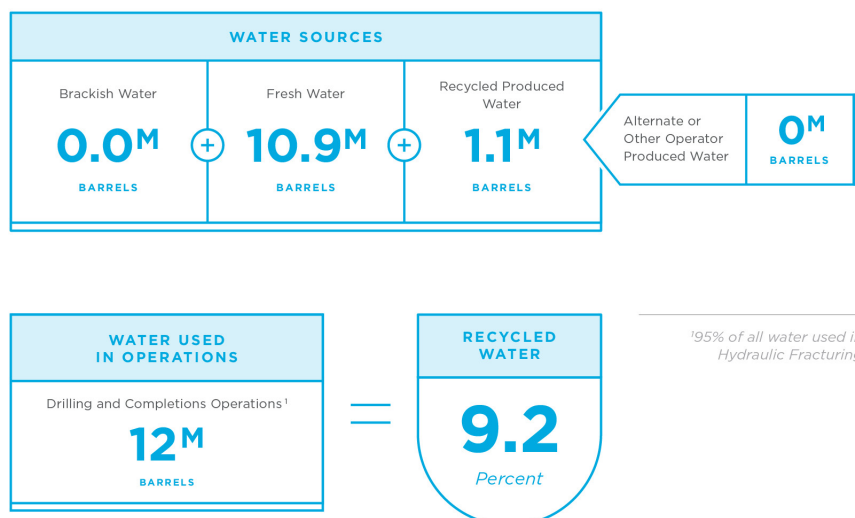 WATER SOURCES
Brackish Water
0.0M
BARRELS
+
Fresh Water
10.9M
BARRELS
+
Recycled Produced
Water
1.1M
BARRELS
Alternate or
Other Operator
Produced Water
0M
BARRELS
WATER USED
IN OPERATIONS
Drilling and Completions Operations¹
12M
BARRELS
=
RECYCLED
WATER
9.2
Percent
¹95% of all water used
Hydraulic Fracturing